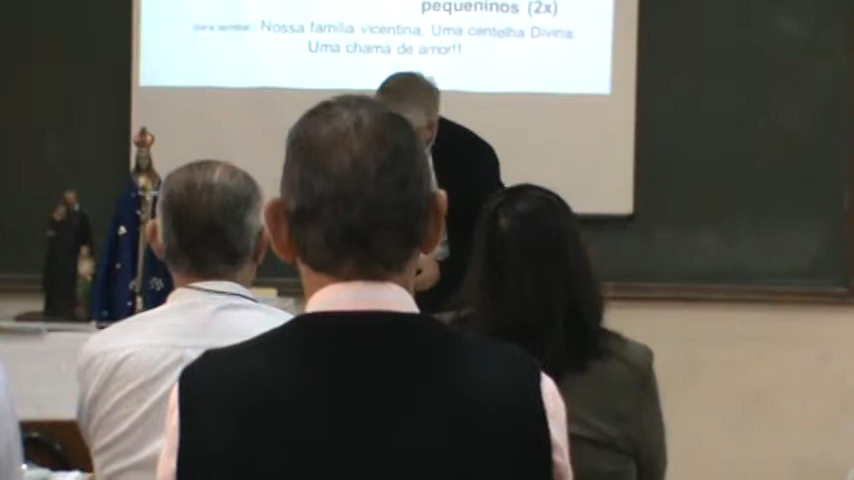 pequeninos (2x)
Nossa família vicentina, Uma centelha Divina,
Uma chama de amor!!